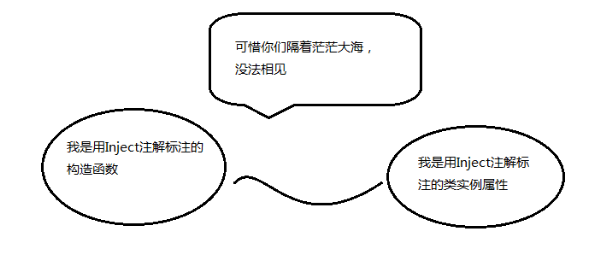 可惜你们隔着茫茫大海，
没法相见
我是用Inject注解标注的
构造函数
我是用Inject注解标
注的类实例属性